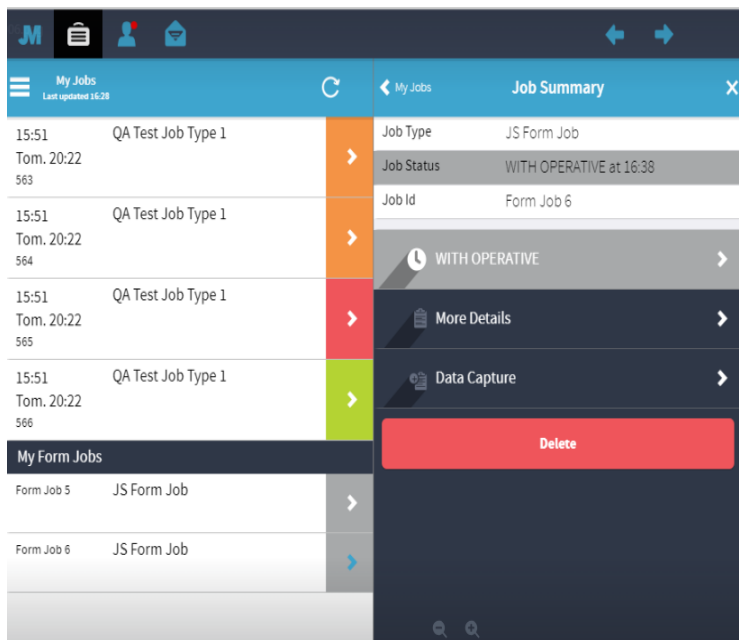 JM
My Jobs
Last updated 16:28
15:51 QA Test Job Type 1
Tom. 20:22
563
15:51 QA Test Job Type 1
Tom. 20:22
564
15:51 QA Test Job Type 1
Tom. 20:22
565
15:51 QA Test Job Type 1
Tom. 20:22
566
My Form Jobs
Form Job 5 JS Form Job
Form Job 6 JS Form Job
My Jobs Job Summary
Job Type JS Form Job
Job Status WITH OPERATIVE at 16:38
Job Id Form Job 6
WITH OPERATIVE
More Details
Data Capture
Delete